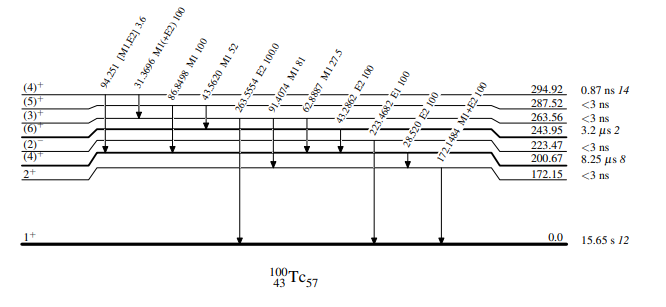 94.251 [M1,E2] 3.6
31.3696 M1(+E2) 100
86.8498 M1 100
43.5620 M1 52
263.5554 E2 100.0
91.4074 M1 81
62.8887 M1 27.5
43.2862 E2 100
223.4682 E1 100
28.520 E2 100
172.1484 M1+E2 100
(4)+ 294.92 0.87 ns 14
(5)+ 287.52 <3 ns
(3)+ 263.56 <3 ns
(6)+ 243.95 3.2 μs 2
(2)− 223.47 <3 ns
(4)+ 200.67 8.25 μs 8
2+ 172.15 <3 ns
1+ 0.0 15.65 s 12
¹⁰⁰₄₃Tc₅₇